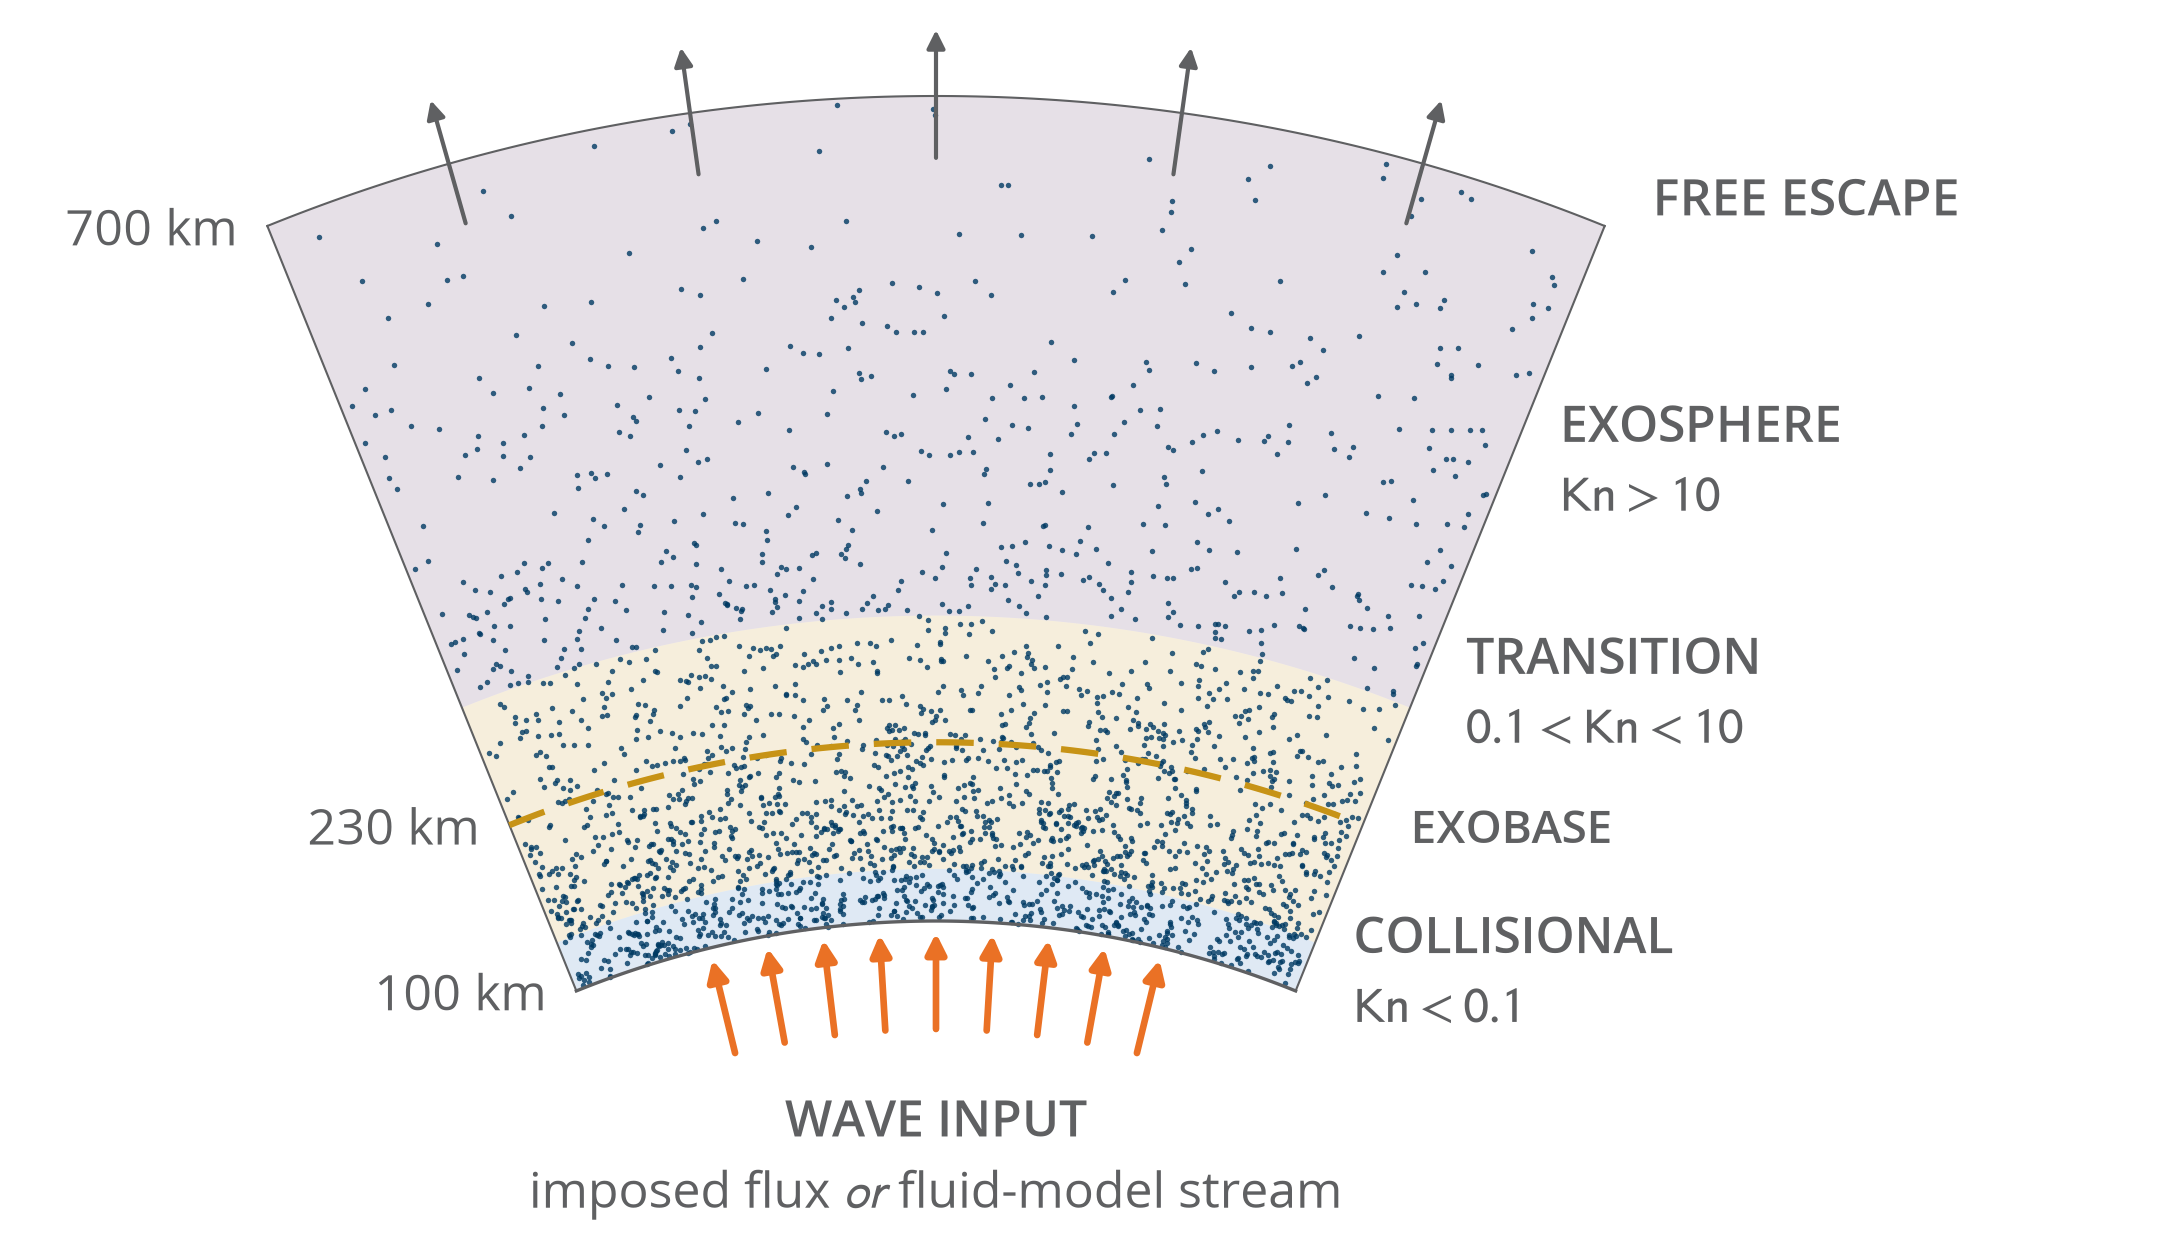 FREE ESCAPE
700 km
EXOSPHERE
Kn > 10
TRANSITION
0.1 < Kn < 10
230 km
EXOBASE
COLLISIONAL
100 km
Kn < 0.1
WAVE INPUT
imposed flux or fluid-model stream